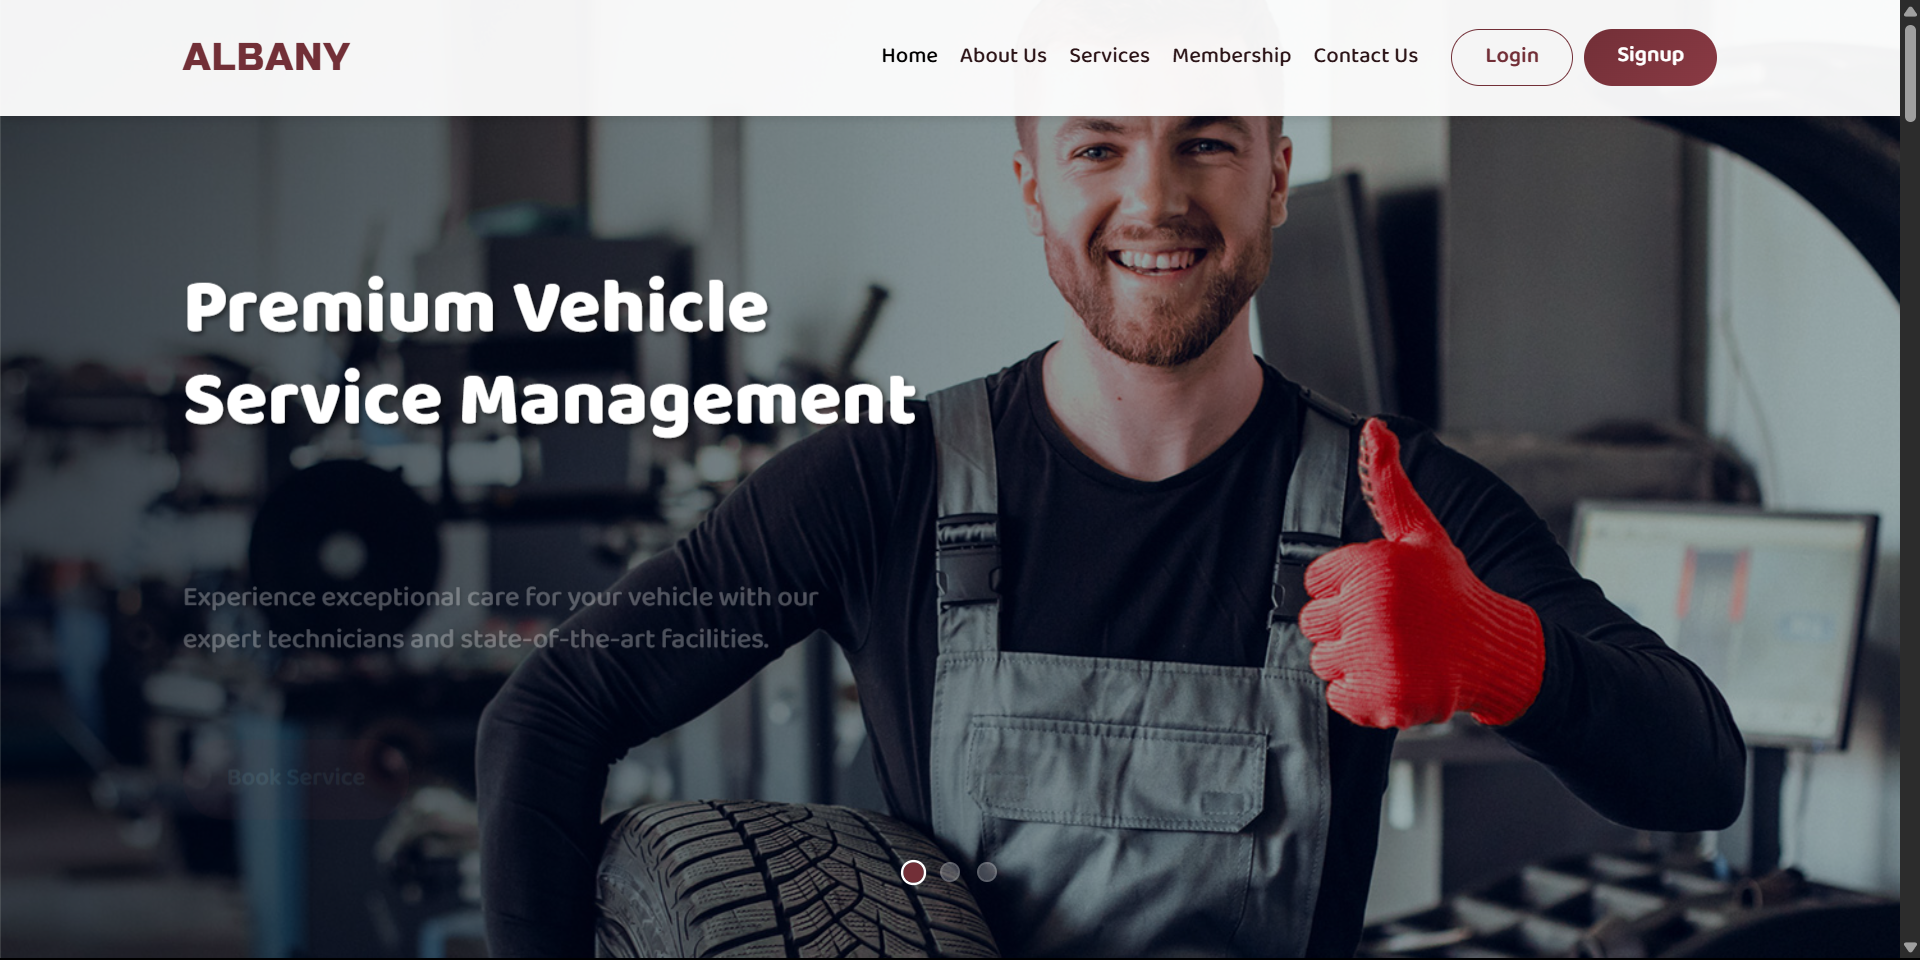 ALBANY
Home About Us Services Membership Contact Us Login Signup
Premium Vehicle
Service Management
Experience exceptional care for your vehicle with our
expert technicians and state-of-the-art facilities.
Book Service